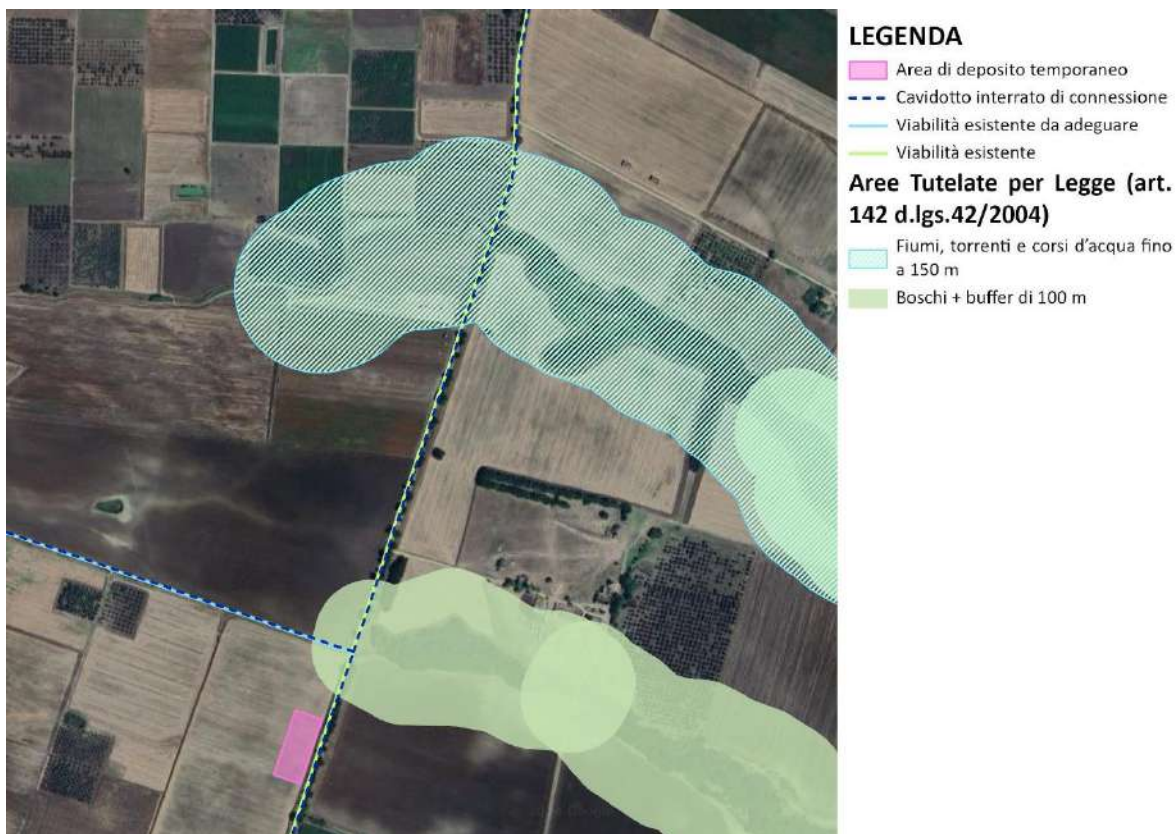 LEGENDA
Area di deposito temporaneo
Cavidotto interrato di connessione
Viabilità esistente da adeguare
Viabilità esistente
Aree Tutelate per Legge (art.
142 d.lgs.42/2004)
Fiumi, torrenti e corsi d'acqua fino
a 150 m
Boschi + buffer di 100 m